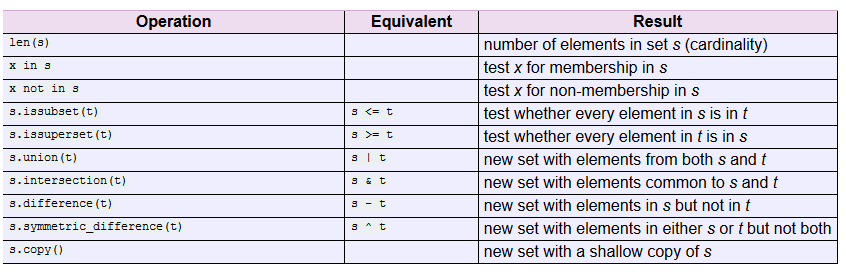 Operation Equivalent Result
len(s) number of elements in set s (cardinality)
x in s test x for membership in s
x not in s test x for non-membership in s
s.issubset(t) s <= t test whether every element in s is in t
s.issuperset(t) s >= t test whether every element in t is in s
s.union(t) s | t new set with elements from both s and t
s.intersection(t) s & t new set with elements common to s and t
s.difference(t) s - t new set with elements in s but not in t
s.symmetric_difference(t) s ^ t new set with elements in either s or t but not both
s.copy() new set with a shallow copy of s